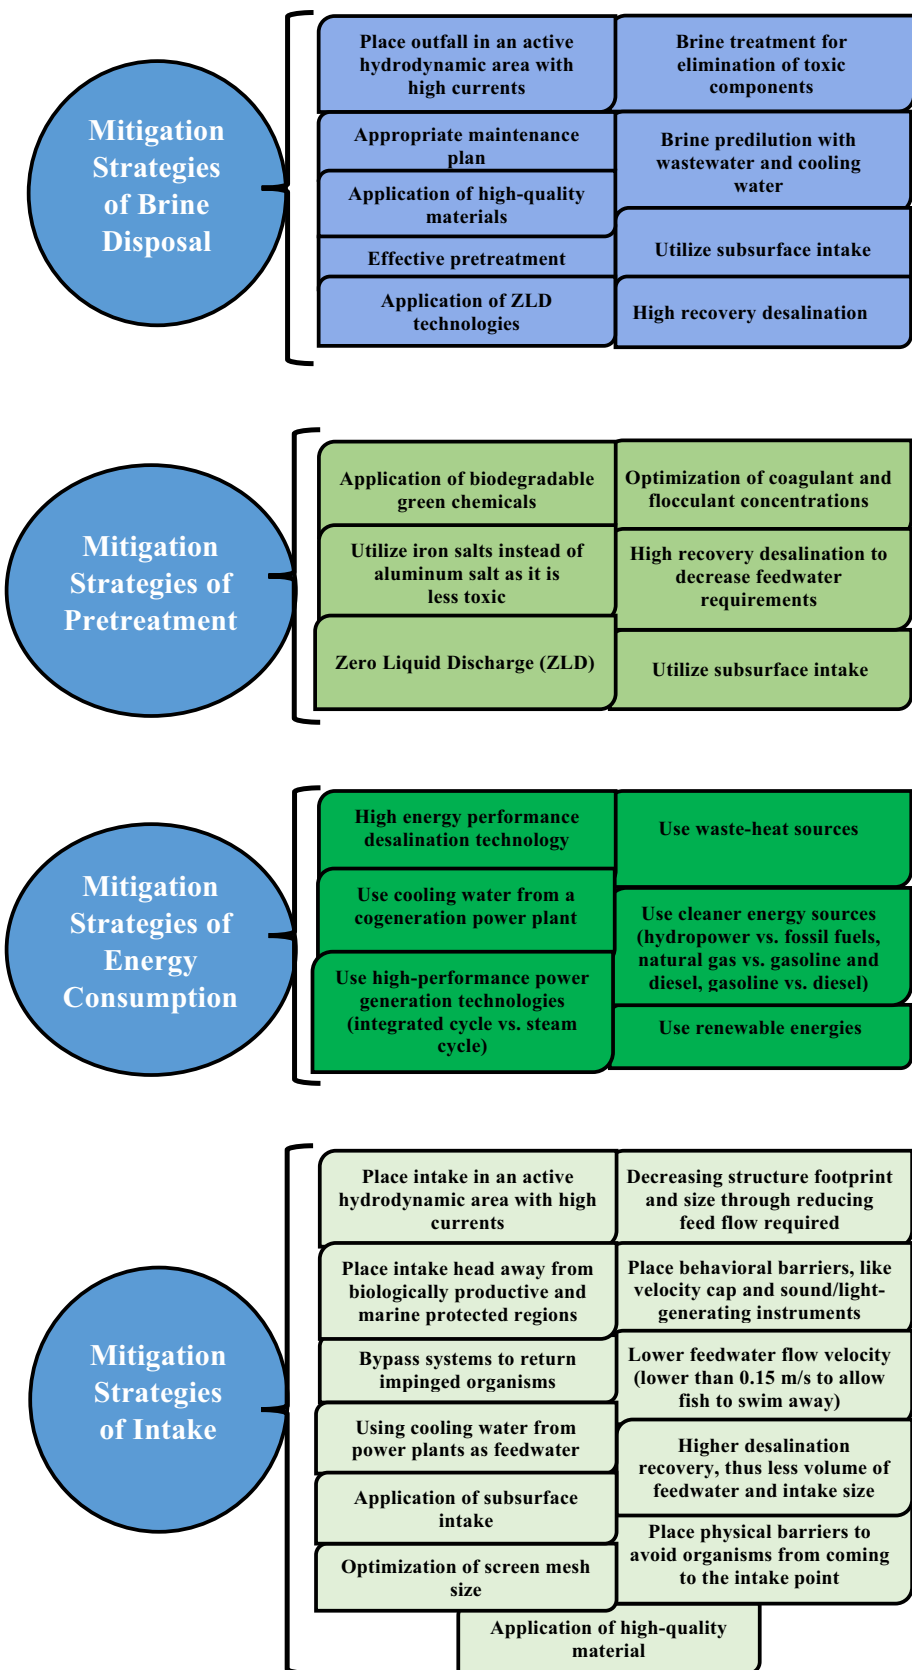 Mitigation
Strategies
of Brine
Disposal
Place outfall in an active
hydrodynamic area with
high currents
Appropriate maintenance
plan
Application of high-quality
materials
Effective pretreatment
Application of ZLD
technologies
Brine treatment for
elimination of toxic
components
Brine predilution with
wastewater and cooling
water
Utilize subsurface intake
High recovery desalination
Mitigation
Strategies of
Pretreatment
Application of biodegradable
green chemicals
Utilize iron salts instead of
aluminum salt as it is
less toxic
Zero Liquid Discharge (ZLD)
Optimization of coagulant and
flocculant concentrations
High recovery desalination to
decrease feedwater
requirements
Utilize subsurface intake
Mitigation
Strategies of
Energy
Consumption
High energy performance
desalination technology
Use cooling water from a
cogeneration power plant
Use high-performance power
generation technologies
(integrated cycle vs. steam
cycle)
Use waste-heat sources
Use cleaner energy sources
(hydropower vs. fossil fuels,
natural gas vs. gasoline and
diesel, gasoline vs. diesel)
Use renewable energies
Mitigation
Strategies
of Intake
Place intake in an active
hydrodynamic area with high
currents
Place intake head away from
biologically productive and
marine protected regions
Bypass systems to return
impinged organisms
Using cooling water from
power plants as feedwater
Application of subsurface
intake
Optimization of screen mesh
size
Decreasing structure footprint
and size through reducing
feed flow required
Place behavioral barriers, like
velocity cap and sound/light-
generating instruments
Lower feedwater flow velocity
(lower than 0.15 m/s to allow
fish to swim away)
Higher desalination
recovery, thus less volume of
feedwater and intake size
Place physical barriers to
avoid organisms from coming
to the intake point
Application of high-quality
material